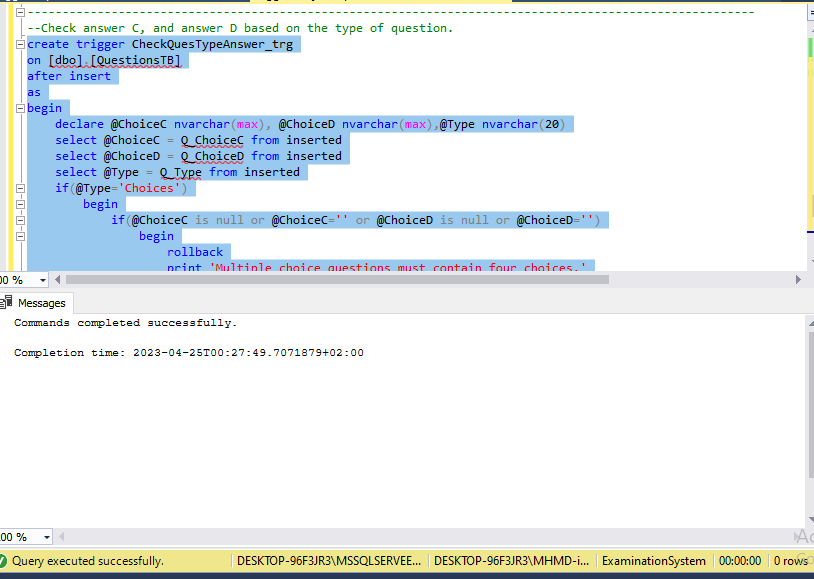 --Check answer C, and answer D based on the type of question.
create trigger CheckQuesTypeAnswer_trg
on [dbo].[QuestionsTB]
after insert
as
begin
declare @ChoiceC nvarchar(max), @ChoiceD nvarchar(max),@Type nvarchar(20)
select @ChoiceC = Q_ChoiceC from inserted
select @ChoiceD = Q_ChoiceD from inserted
select @Type = Q_Type from inserted
if(@Type='Choices')
begin
if(@ChoiceC is null or @ChoiceC='' or @ChoiceD is null or @ChoiceD='')
begin
rollback
print 'Multiple choice questions must contain four choices.'
00 %
Messages
Commands completed successfully.
Completion time: 2023-04-25T00:27:49.7071879+02:00
00 %
Query executed successfully. DESKTOP-96F3JR3\MSSQLSERVEE... DESKTOP-96F3JR3\MHMD-i... ExaminationSystem 00:00:00 0 rows